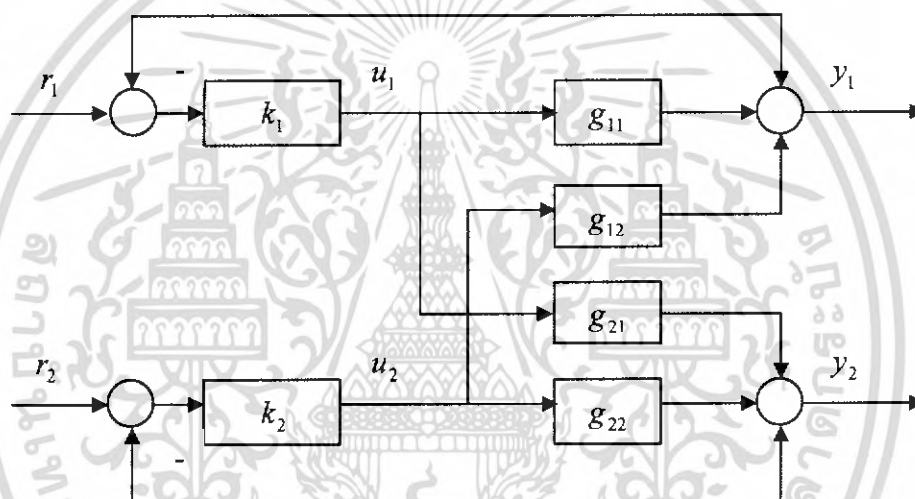 r₁
-
k₁
u₁
g₁₁
y₁
g₁₂
g₂₁
r₂
k₂
u₂
g₂₂
y₂
-